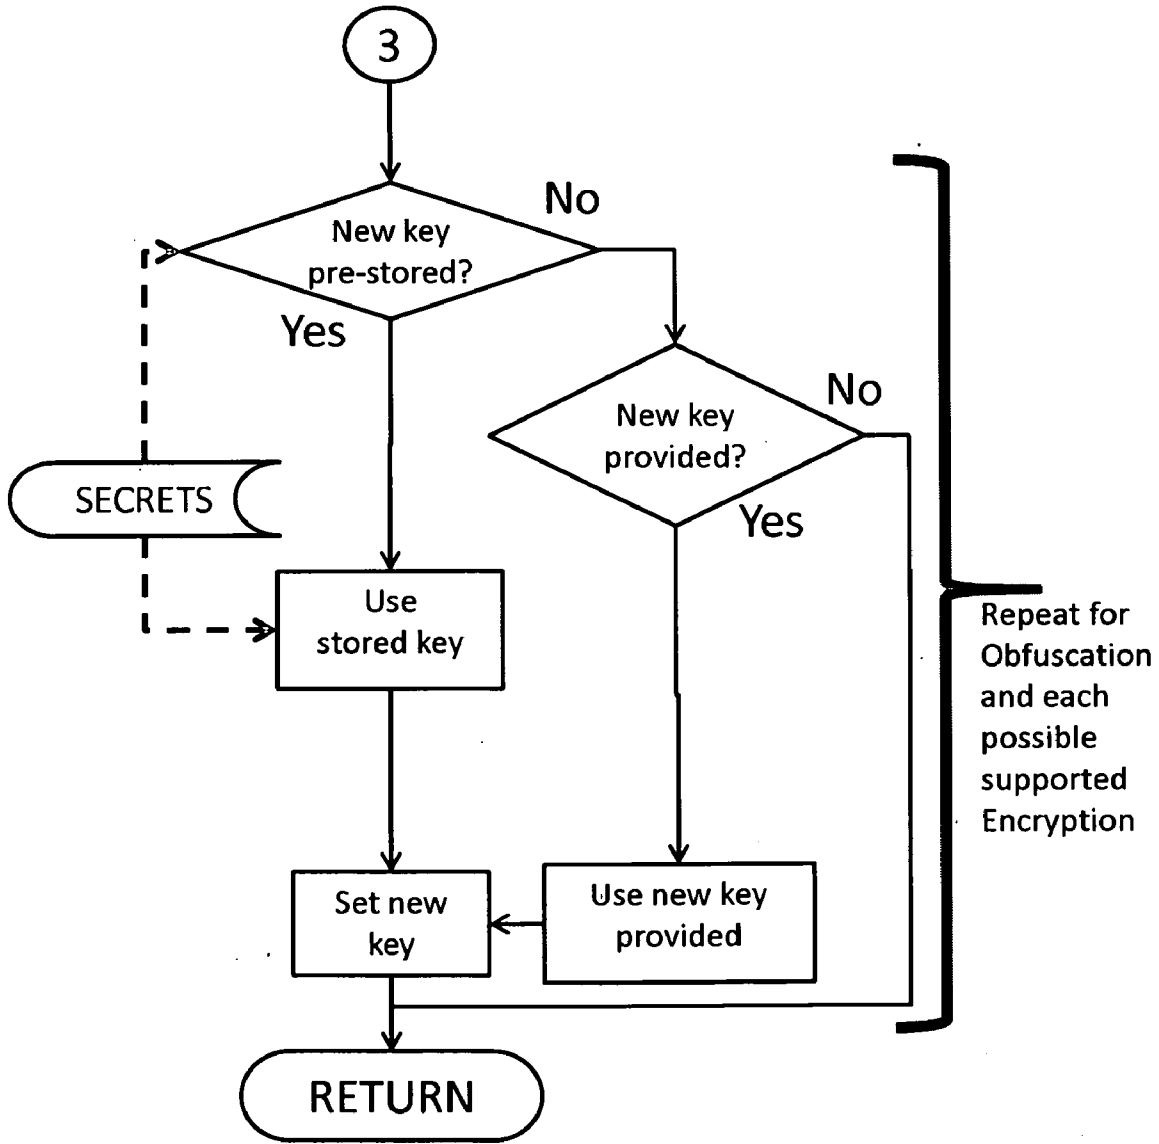 3
New key
pre-stored?
No
Yes
New key
provided?
No
Yes
SECRETS
Use
stored key
Set new
key
Use new key
provided
Repeat for
Obfuscation
and each
possible
supported
Encryption
RETURN